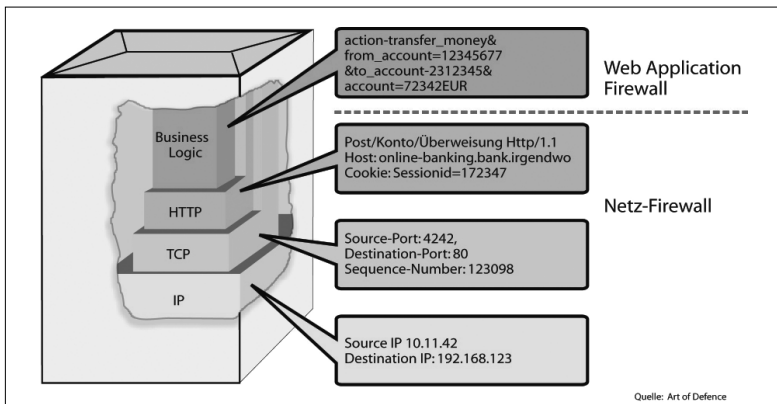 action-transfer_money&
from_account=12345677
&to_account-2312345&
account=72342EUR
Web Application
Firewall
Business
Logic
Post/Konto/Überweisung Http/1.1
Host: online-banking.bank.irgendwo
Cookie: Sessionid=172347
HTTP
Netz-Firewall
TCP
Source-Port: 4242,
Destination-Port: 80
Sequence-Number: 123098
IP
Source IP 10.11.42
Destination IP: 192.168.123
Quelle: Art of Defence